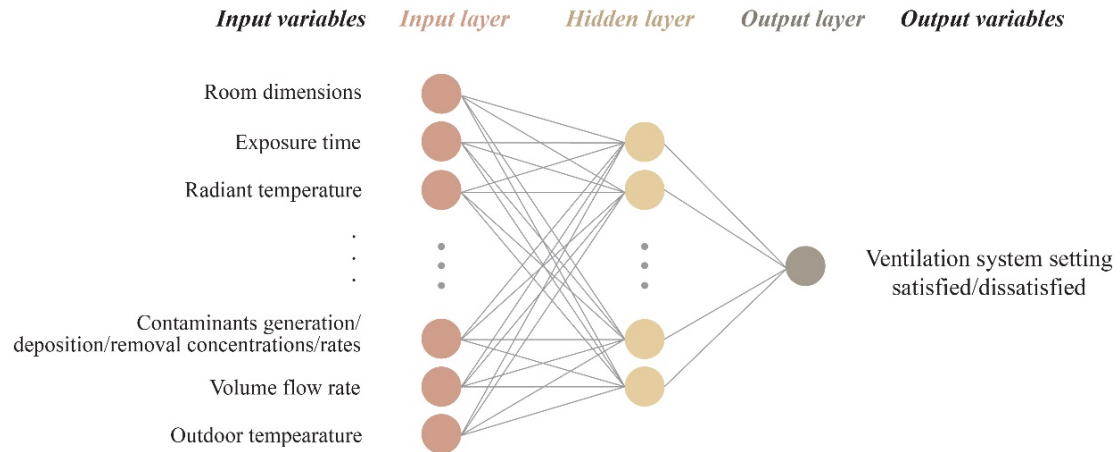 Input variables Input layer Hidden layer Output layer Output variables
Room dimensions
Exposure time
Radiant temperature
.
.
.
Contaminants generation/
deposition/removal concentrations/rates
Volume flow rate
Outdoor tempearature
Ventilation system setting
satisfied/dissatisfied